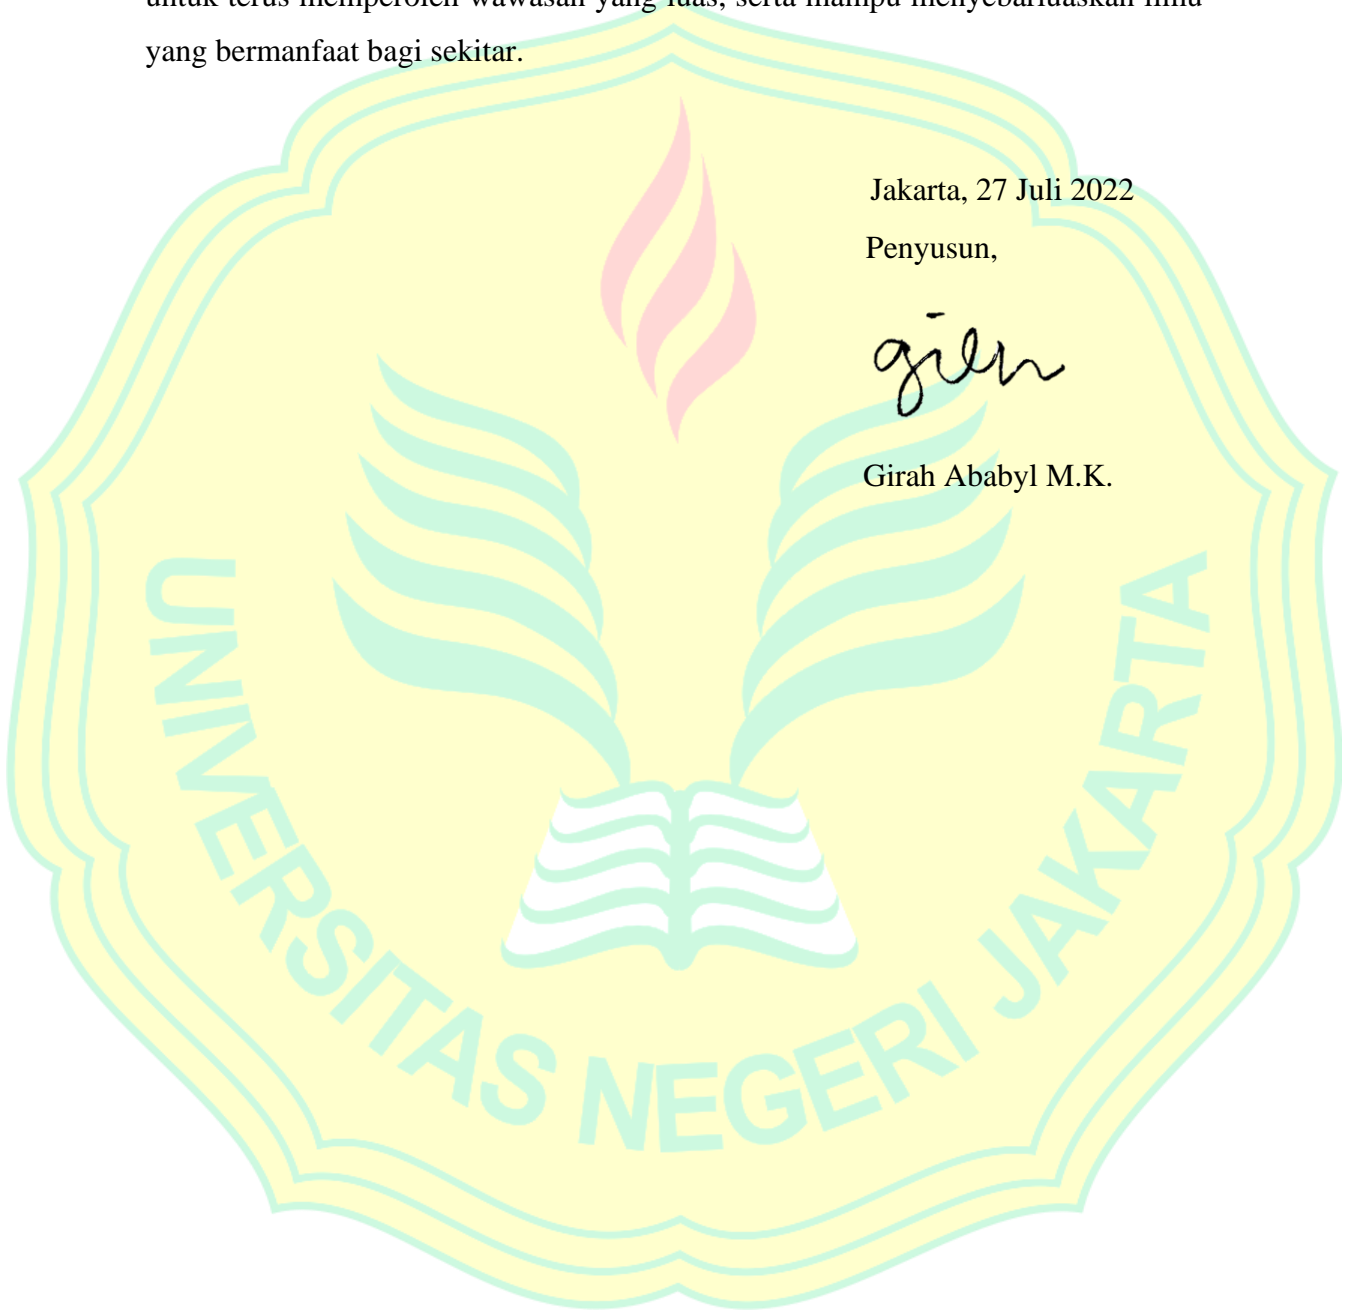 untuk terus memperoleh wawasan yang luas, serta mampu menyebarluaskan ilmu
yang bermanfaat bagi sekitar.
Jakarta, 27 Juli 2022
Penyusun,
Girah Ababyl M.K.
UNIVERSITAS NEGERI JAKARTA